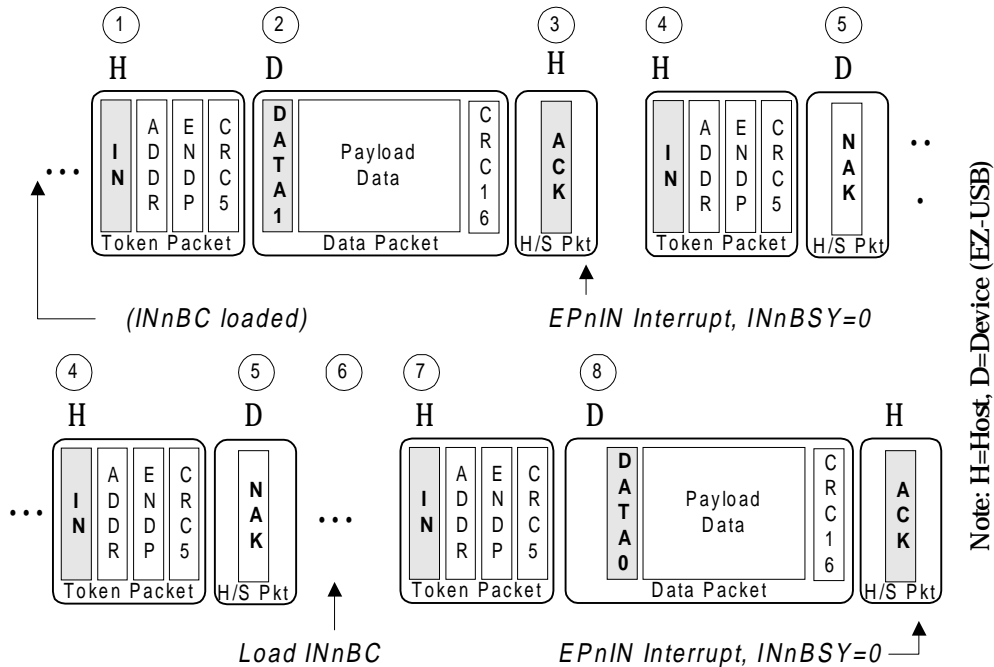 1 2 3 4 5
H D H H D
... IN ADDR ENDP CRC5 DATA1 Payload Data CRC16 ACK IN ADDR ENDP CRC5 NAK .. .
Token Packet Data Packet H/S Pkt Token Packet H/S Pkt
(INnBC loaded) EPnIN Interrupt, INnBSY=0
4 5 6 7 8
H D H D H
... IN ADDR ENDP CRC5 NAK ... IN ADDR ENDP CRC5 DATA0 Payload Data CRC16 ACK
Token Packet H/S Pkt Token Packet Data Packet H/S Pkt
Load INnBC EPnIN Interrupt, INnBSY=0
Note: H=Host, D=Device (EZ-USB)